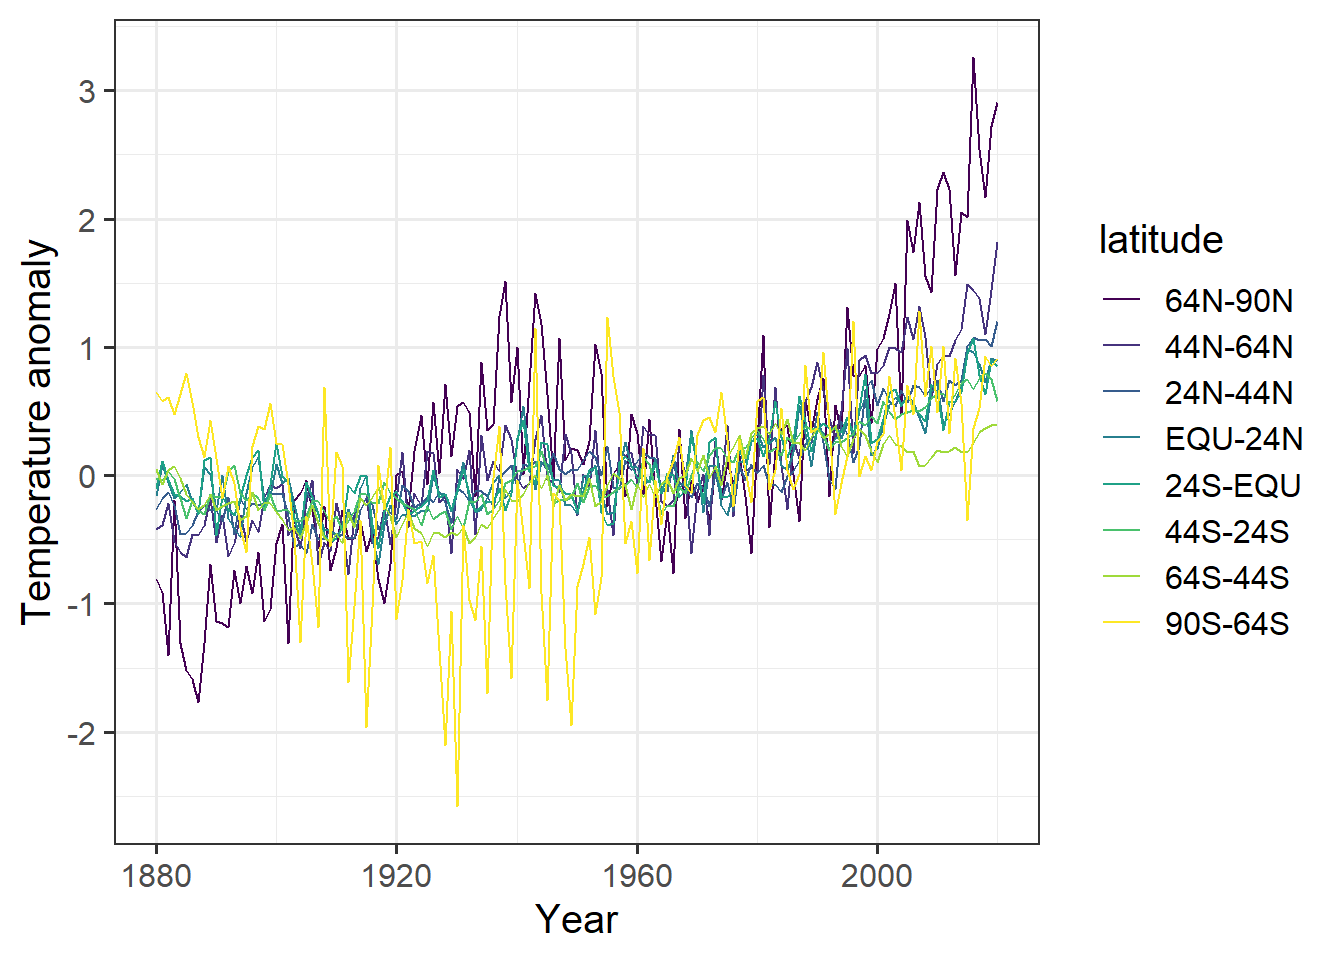 Temperature anomaly
3
2
1
0
-1
-2
1880
1920
1960
2000
Year
latitude
64N-90N
44N-64N
24N-44N
EQU-24N
24S-EQU
44S-24S
64S-44S
90S-64S